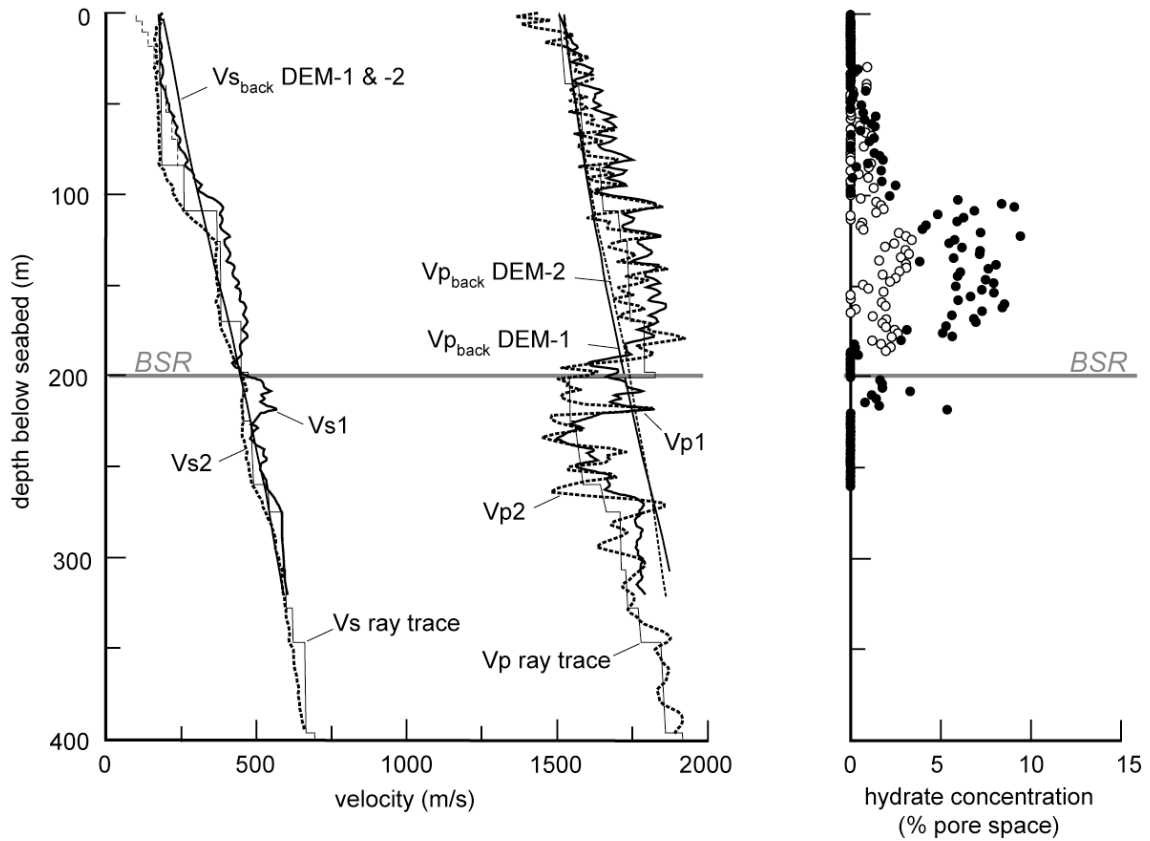 0
100
200
300
400
depth below seabed (m)
0
500
1000
1500
2000
velocity (m/s)
Vs_back DEM-1 & -2
Vp_back DEM-2
Vp_back DEM-1
BSR
Vs1
Vs2
Vp1
Vp2
Vs ray trace
Vp ray trace
BSR
0
5
10
15
hydrate concentration
(% pore space)